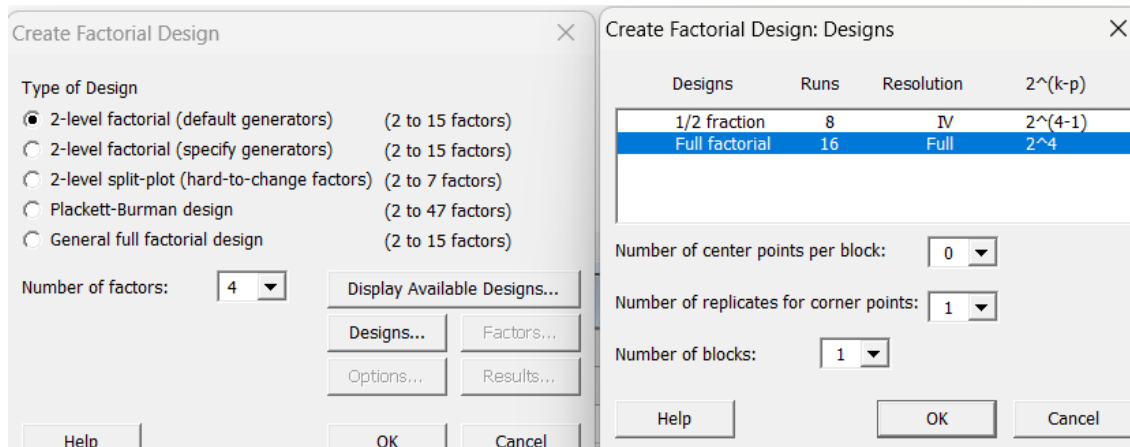 Create Factorial Design
Type of Design
2-level factorial (default generators) (2 to 15 factors)
2-level factorial (specify generators) (2 to 15 factors)
2-level split-plot (hard-to-change factors) (2 to 7 factors)
Plackett-Burman design (2 to 47 factors)
General full factorial design (2 to 15 factors)
Number of factors: 4
Display Available Designs...
Designs... Factors...
Options... Results...
Help OK Cancel
Create Factorial Design: Designs
Designs Runs Resolution 2^(k-p)
1/2 fraction 8 IV 2^(4-1)
Full factorial 16 Full 2^4
Number of center points per block: 0
Number of replicates for corner points: 1
Number of blocks: 1
Help OK Cancel